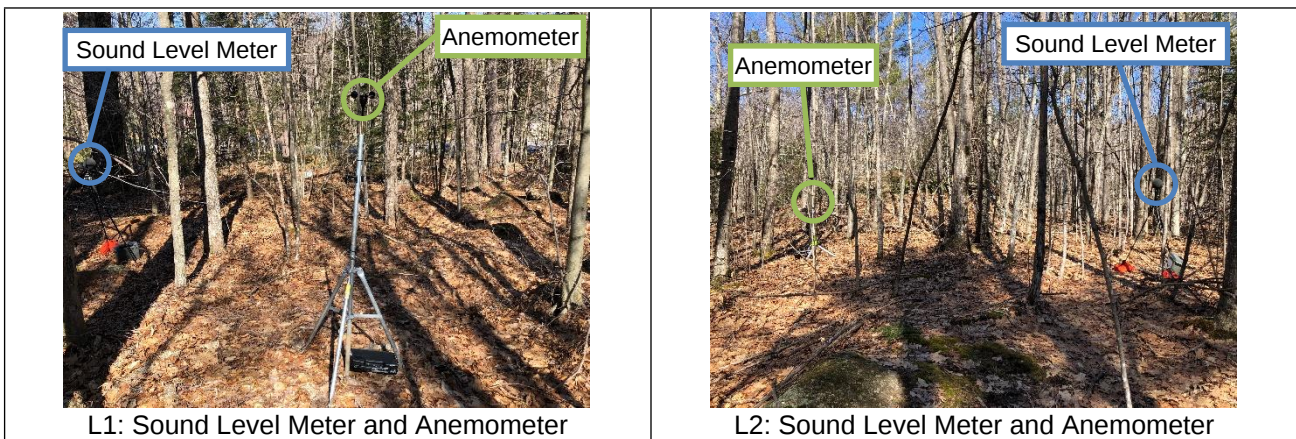 Sound Level Meter
Anemometer
L1: Sound Level Meter and Anemometer
Anemometer
Sound Level Meter
L2: Sound Level Meter and Anemometer